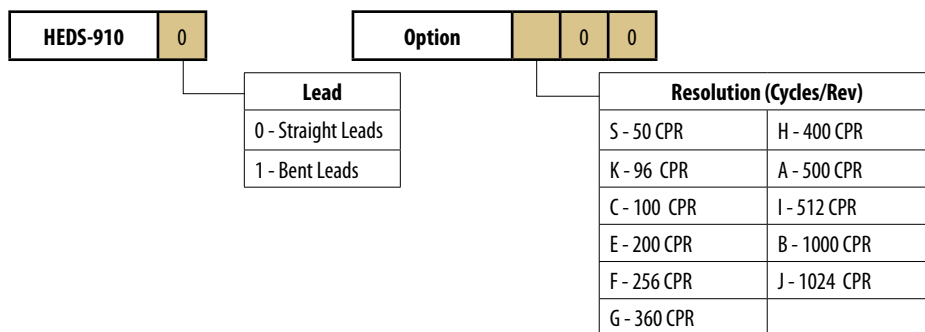 HEDS-910 0 Option 0 0
Lead
0 - Straight Leads
1 - Bent Leads
Resolution (Cycles/Rev)
S - 50 CPR H - 400 CPR
K - 96 CPR A - 500 CPR
C - 100 CPR I - 512 CPR
E - 200 CPR B - 1000 CPR
F - 256 CPR J - 1024 CPR
G - 360 CPR